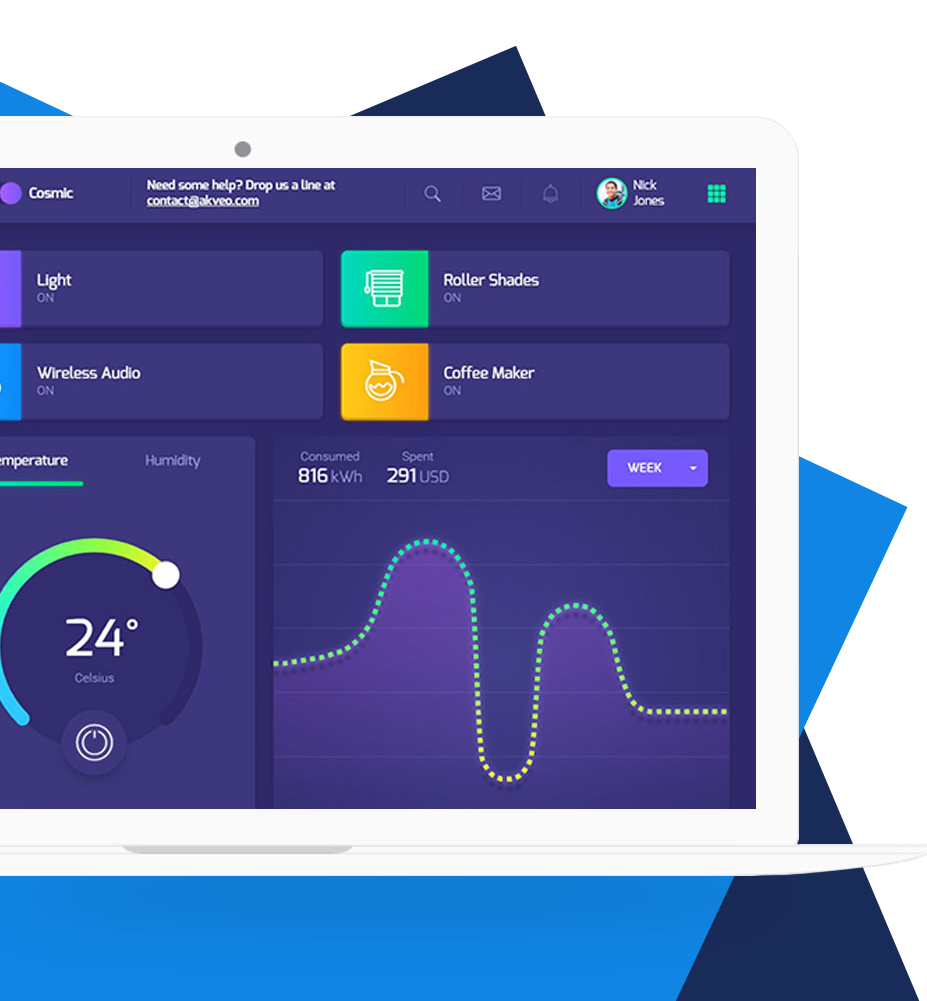 Cosmic
Need some help? Drop us a line at
contact@akveo.com
Nick
Jones
Light
ON
Roller Shades
ON
Wireless Audio
ON
Coffee Maker
ON
emperature
Humidity
Consumed
816 kWh
Spent
291 USD
WEEK
24°
Celsius